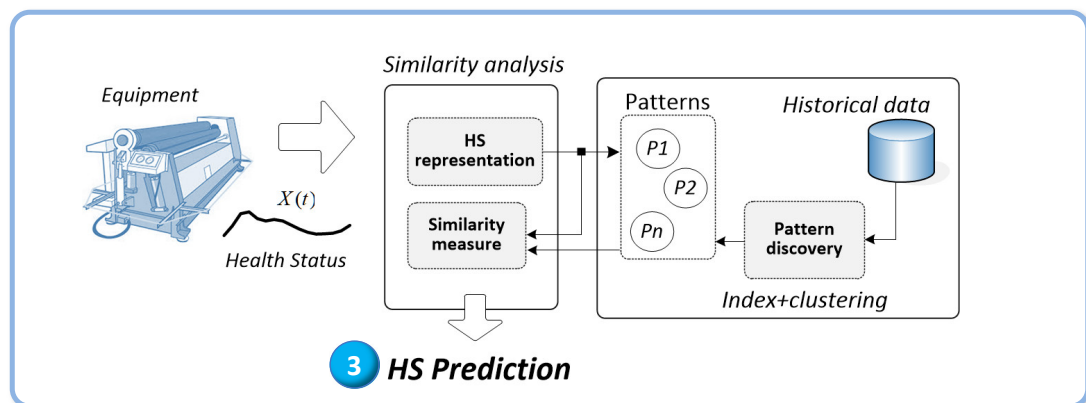 Similarity analysis
Equipment
X(t)
Health Status
HS
representation
Similarity
measure
Patterns
P1
P2
Pn
Historical data
Pattern
discovery
Index+clustering
3 HS Prediction